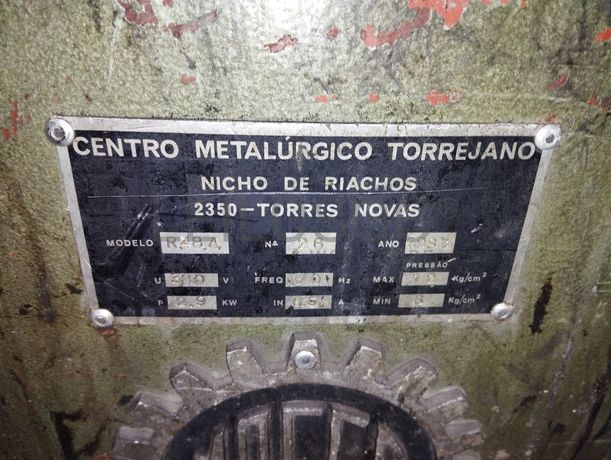 CENTRO METALÚRGICO TORREJANO
NICHO DE RIACHOS
2350-TORRES NOVAS
MODELO Nº 26 ANO
PRESSÃO
U V FREQ Hz MAX Kg/cm²
P KW IN A MIN 6 Kg/cm²